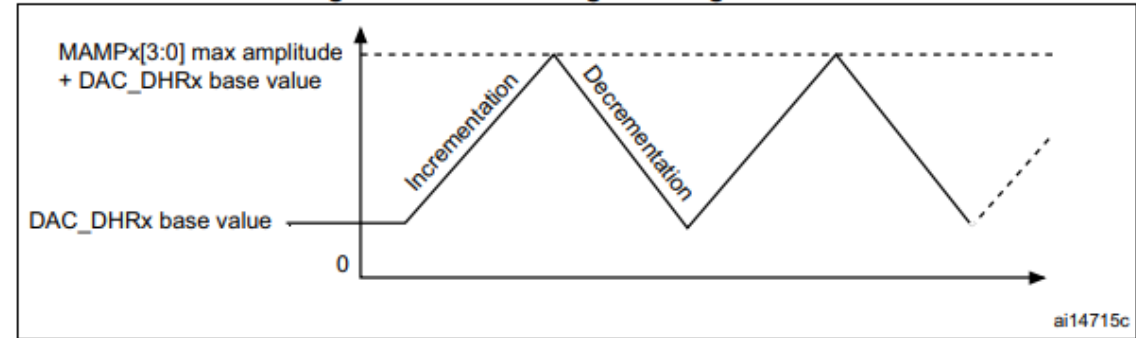 MAMPx[3:0] max amplitude
+ DAC_DHRx base value
Incrementation
Decrementation
DAC_DHRx base value
0
ai14715c